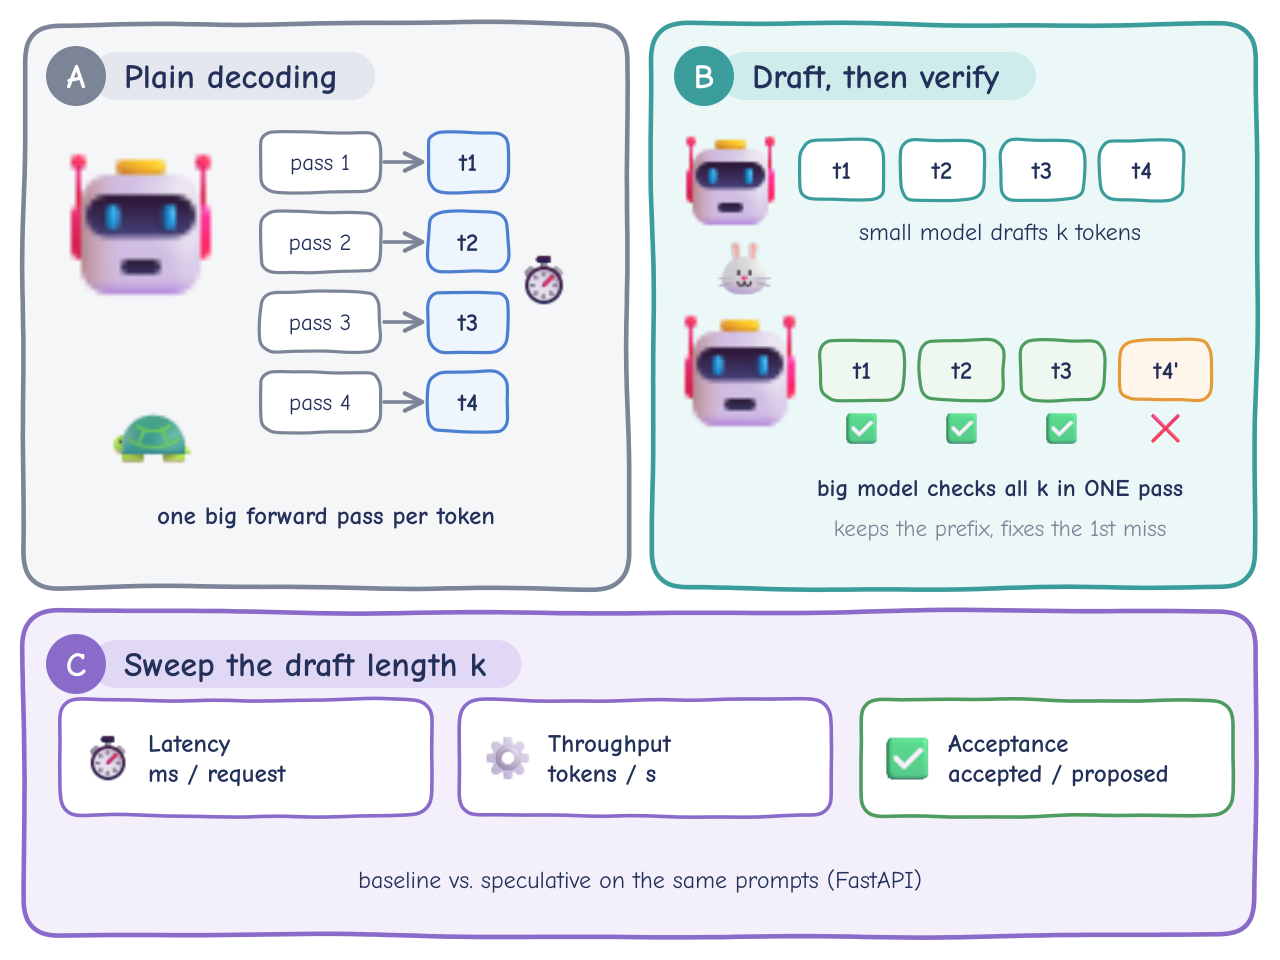 A Plain decoding
pass 1 t1
pass 2 t2
pass 3 t3
pass 4 t4
one big forward pass per token
B Draft, then verify
t1 t2 t3 t4
small model drafts k tokens
t1 t2 t3 t4'
big model checks all k in ONE pass
keeps the prefix, fixes the 1st miss
C Sweep the draft length k
Latency
ms / request
Throughput
tokens / s
Acceptance
accepted / proposed
baseline vs. speculative on the same prompts (FastAPI)